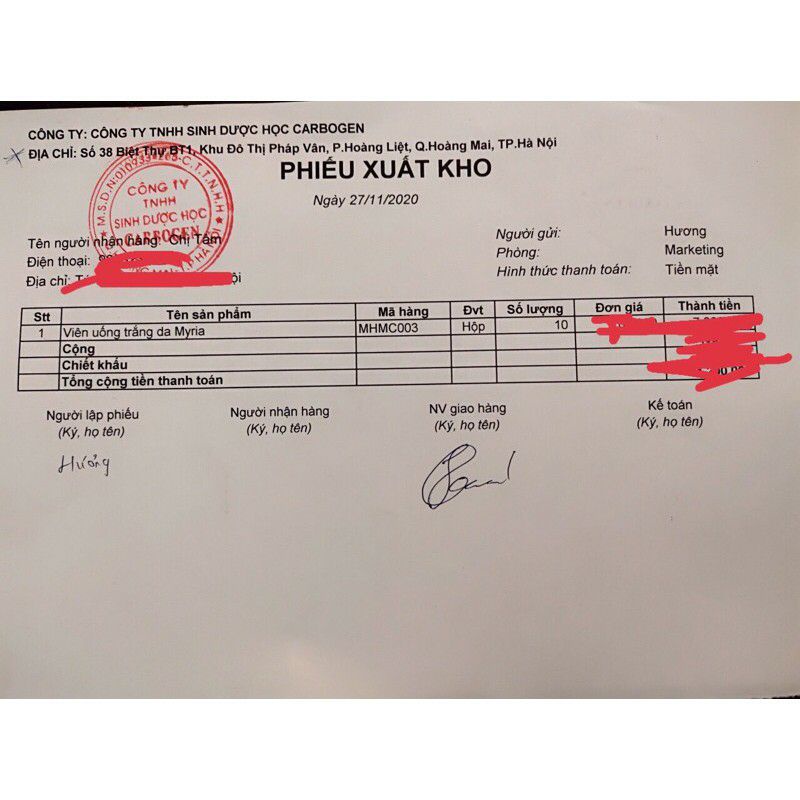 CÔNG TY: CÔNG TY TNHH SINH DƯỢC HỌC CARBOGEN
ĐỊA CHỈ: Số 38 Biệt Thự BT1, Khu Đô Thị Pháp Vân, P.Hoàng Liệt, Q.Hoàng Mai, TP.Hà Nội
PHIẾU XUẤT KHO
Ngày 27/11/2020
CÔNG TY
TNHH
SINH DƯỢC HỌC
CARBOGEN
Tên người nhận hàng: Chị Tâm
Điện thoại:
Địa chỉ:
Người gửi: Hương
Phòng: Marketing
Hình thức thanh toán: Tiền mặt
Stt Tên sản phẩm Mã hàng Đvt Số lượng Đơn giá Thành tiền
1 Viên uống trắng da Myria MHMC003 Hộp 10
Cộng
Chiết khấu
Tổng cộng tiền thanh toán
Người lập phiếu Người nhận hàng NV giao hàng Kế toán
(Ký, họ tên) (Ký, họ tên) (Ký, họ tên) (Ký, họ tên)
Hương